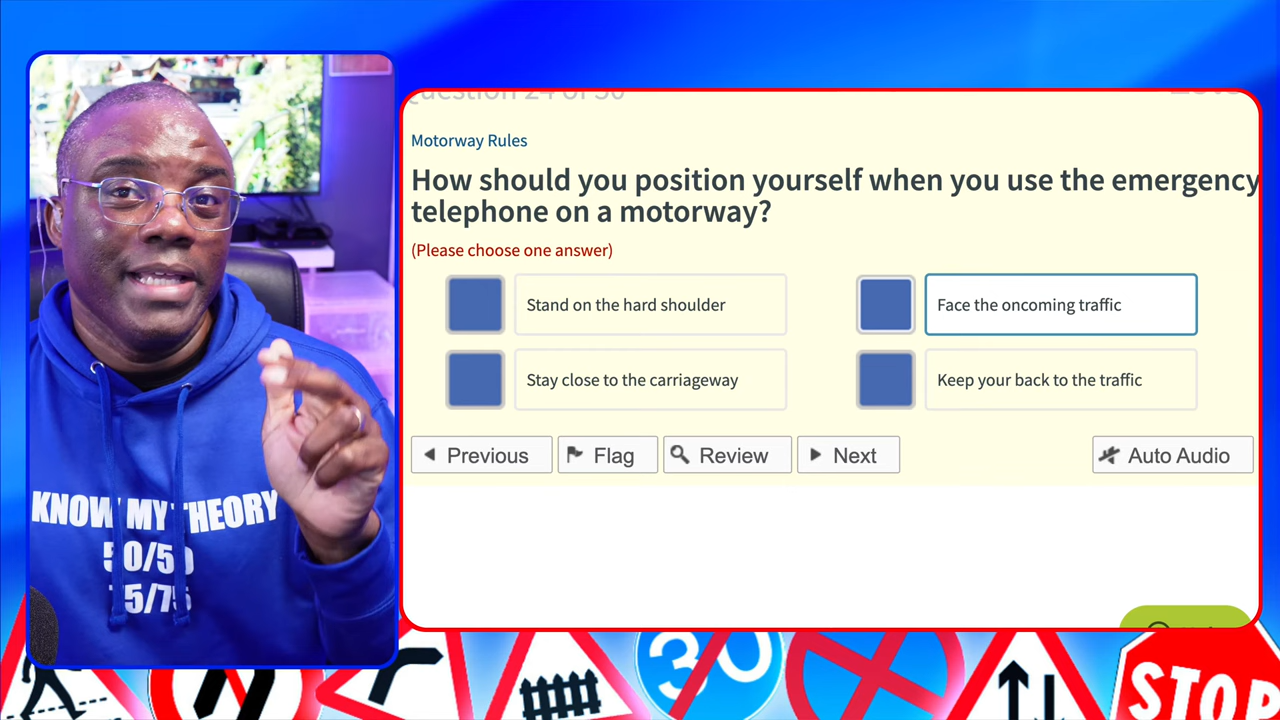 Motorway Rules
How should you position yourself when you use the emergency
telephone on a motorway?
(Please choose one answer)
Stand on the hard shoulder
Face the oncoming traffic
Stay close to the carriageway
Keep your back to the traffic
Previous
Flag
Review
Next
Auto Audio
KNOW MY THEORY
50/50
75/75
30
STOP